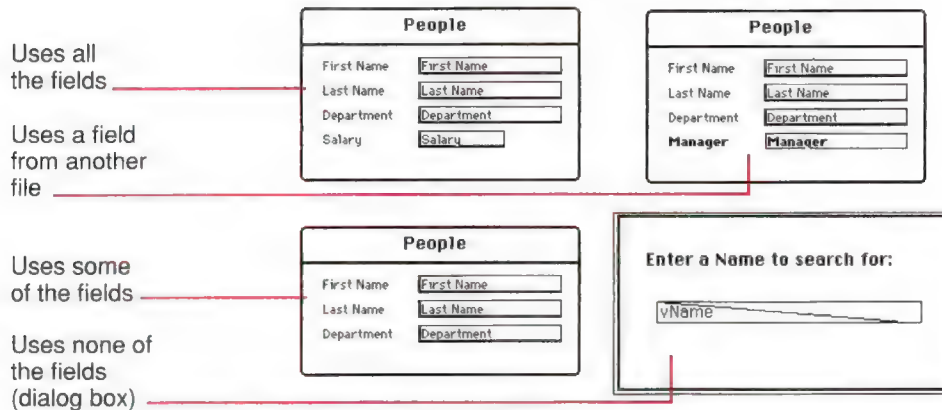 Uses all
the fields
Uses a field
from another
file
People
First Name First Name
Last Name Last Name
Department Department
Salary Salary
People
First Name First Name
Last Name Last Name
Department Department
Manager Manager
Uses some
of the fields
Uses none of
the fields
(dialog box)
People
First Name First Name
Last Name Last Name
Department Department
Enter a Name to search for:
vName